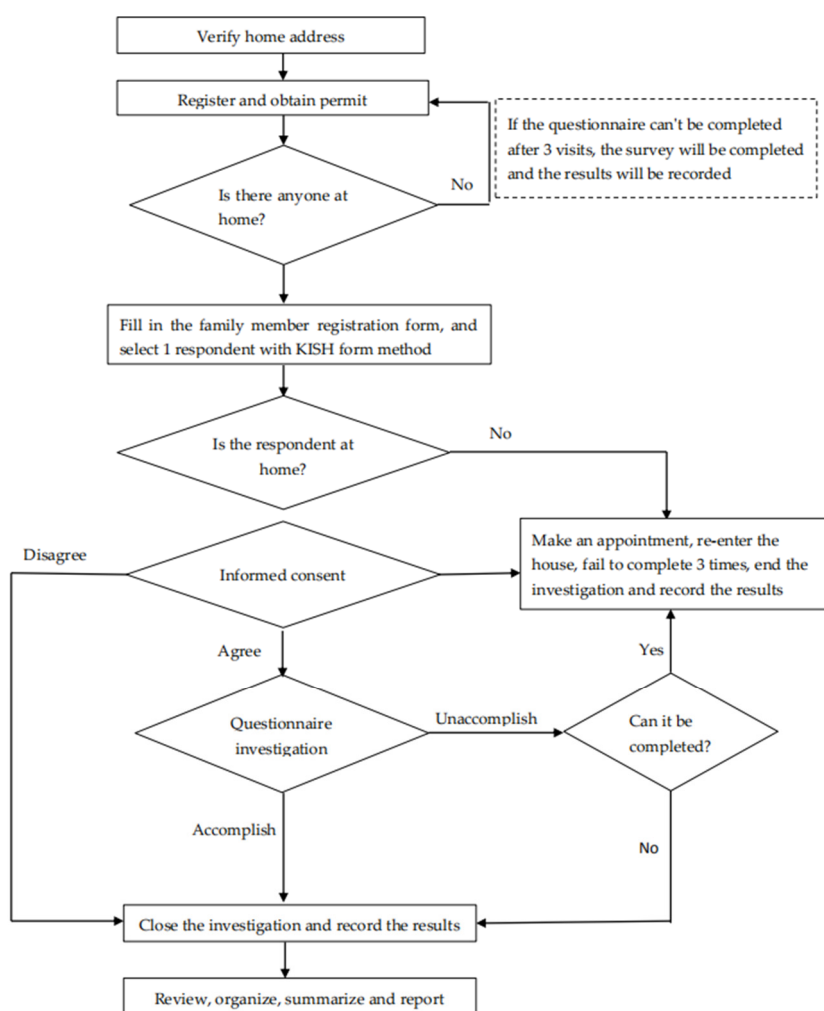 Verify home address
Register and obtain permit
If the questionnaire can't be completed
after 3 visits, the survey will be completed
and the results will be recorded
No
Is there anyone at
home?
Fill in the family member registration form, and
select 1 respondent with KISH form method
No
Is the respondent at
home?
Make an appointment, re-enter the
house, fail to complete 3 times, end the
investigation and record the results
Disagree
Informed consent
Agree
Yes
Unaccomplish
Questionnaire
investigation
Can it be
completed?
Accomplish
No
Close the investigation and record the results
Review, organize, summarize and report